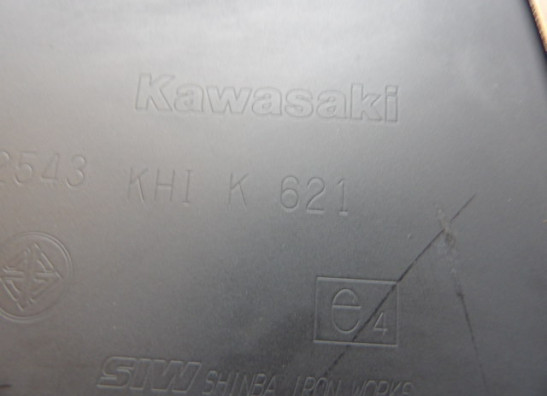 Kawasaki
2543 KHI K 621
e4
SIW SHINBA IRON WORKS